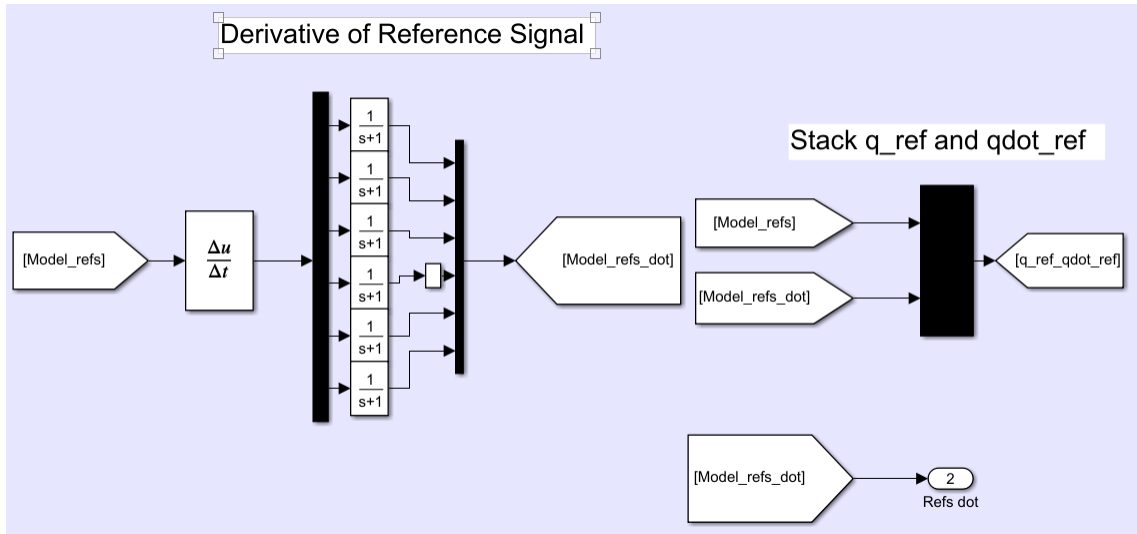 Derivative of Reference Signal
Stack q_ref and qdot_ref
[Model_refs]
Δu
Δt
1
s+1
1
s+1
1
s+1
1
s+1
1
s+1
1
s+1
[Model_refs_dot]
[Model_refs]
[Model_refs_dot]
[q_ref_qdot_ref]
[Model_refs_dot]
2
Refs dot